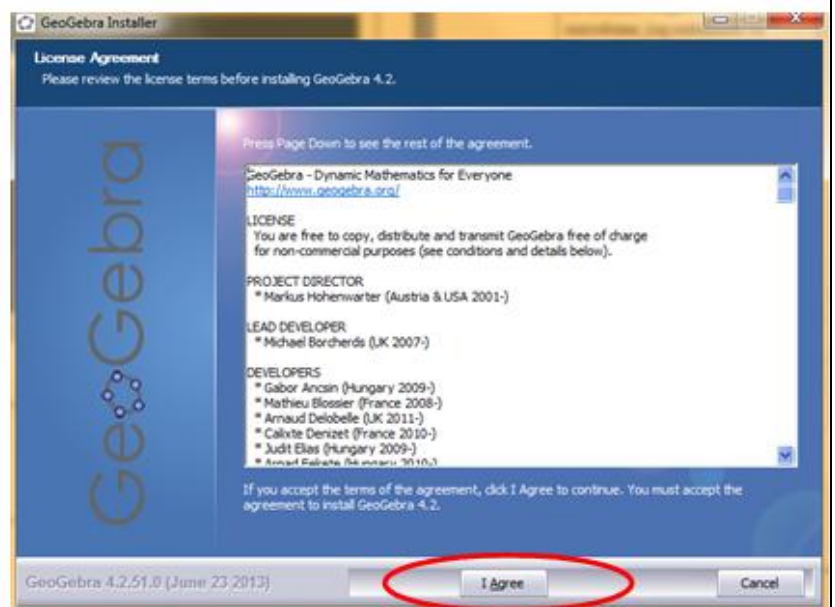 GeoGebra Installer
License Agreement
Please review the license terms before installing GeoGebra 4.2.
GeoGebra
Press Page Down to see the rest of the agreement.
GeoGebra - Dynamic Mathematics for Everyone
http://www.geogebra.org/
LICENSE
You are free to copy, distribute and transmit GeoGebra free of charge
for non-commercial purposes (see conditions and details below).
PROJECT DIRECTOR
* Markus Hohenwarter (Austria & USA 2001-)
LEAD DEVELOPER
* Michael Borcherds (UK 2007-)
DEVELOPERS
* Gabor Ancsin (Hungary 2009-)
* Mathieu Blossier (France 2008-)
* Arnaud Delobelle (UK 2011-)
* Calixte Denizet (France 2010-)
* Judit Elias (Hungary 2009-)
* Arpad Fekete (Hungary 2010-)
If you accept the terms of the agreement, click I Agree to continue. You must accept the
agreement to install GeoGebra 4.2.
GeoGebra 4.2.51.0 (June 23 2013)
I Agree
Cancel